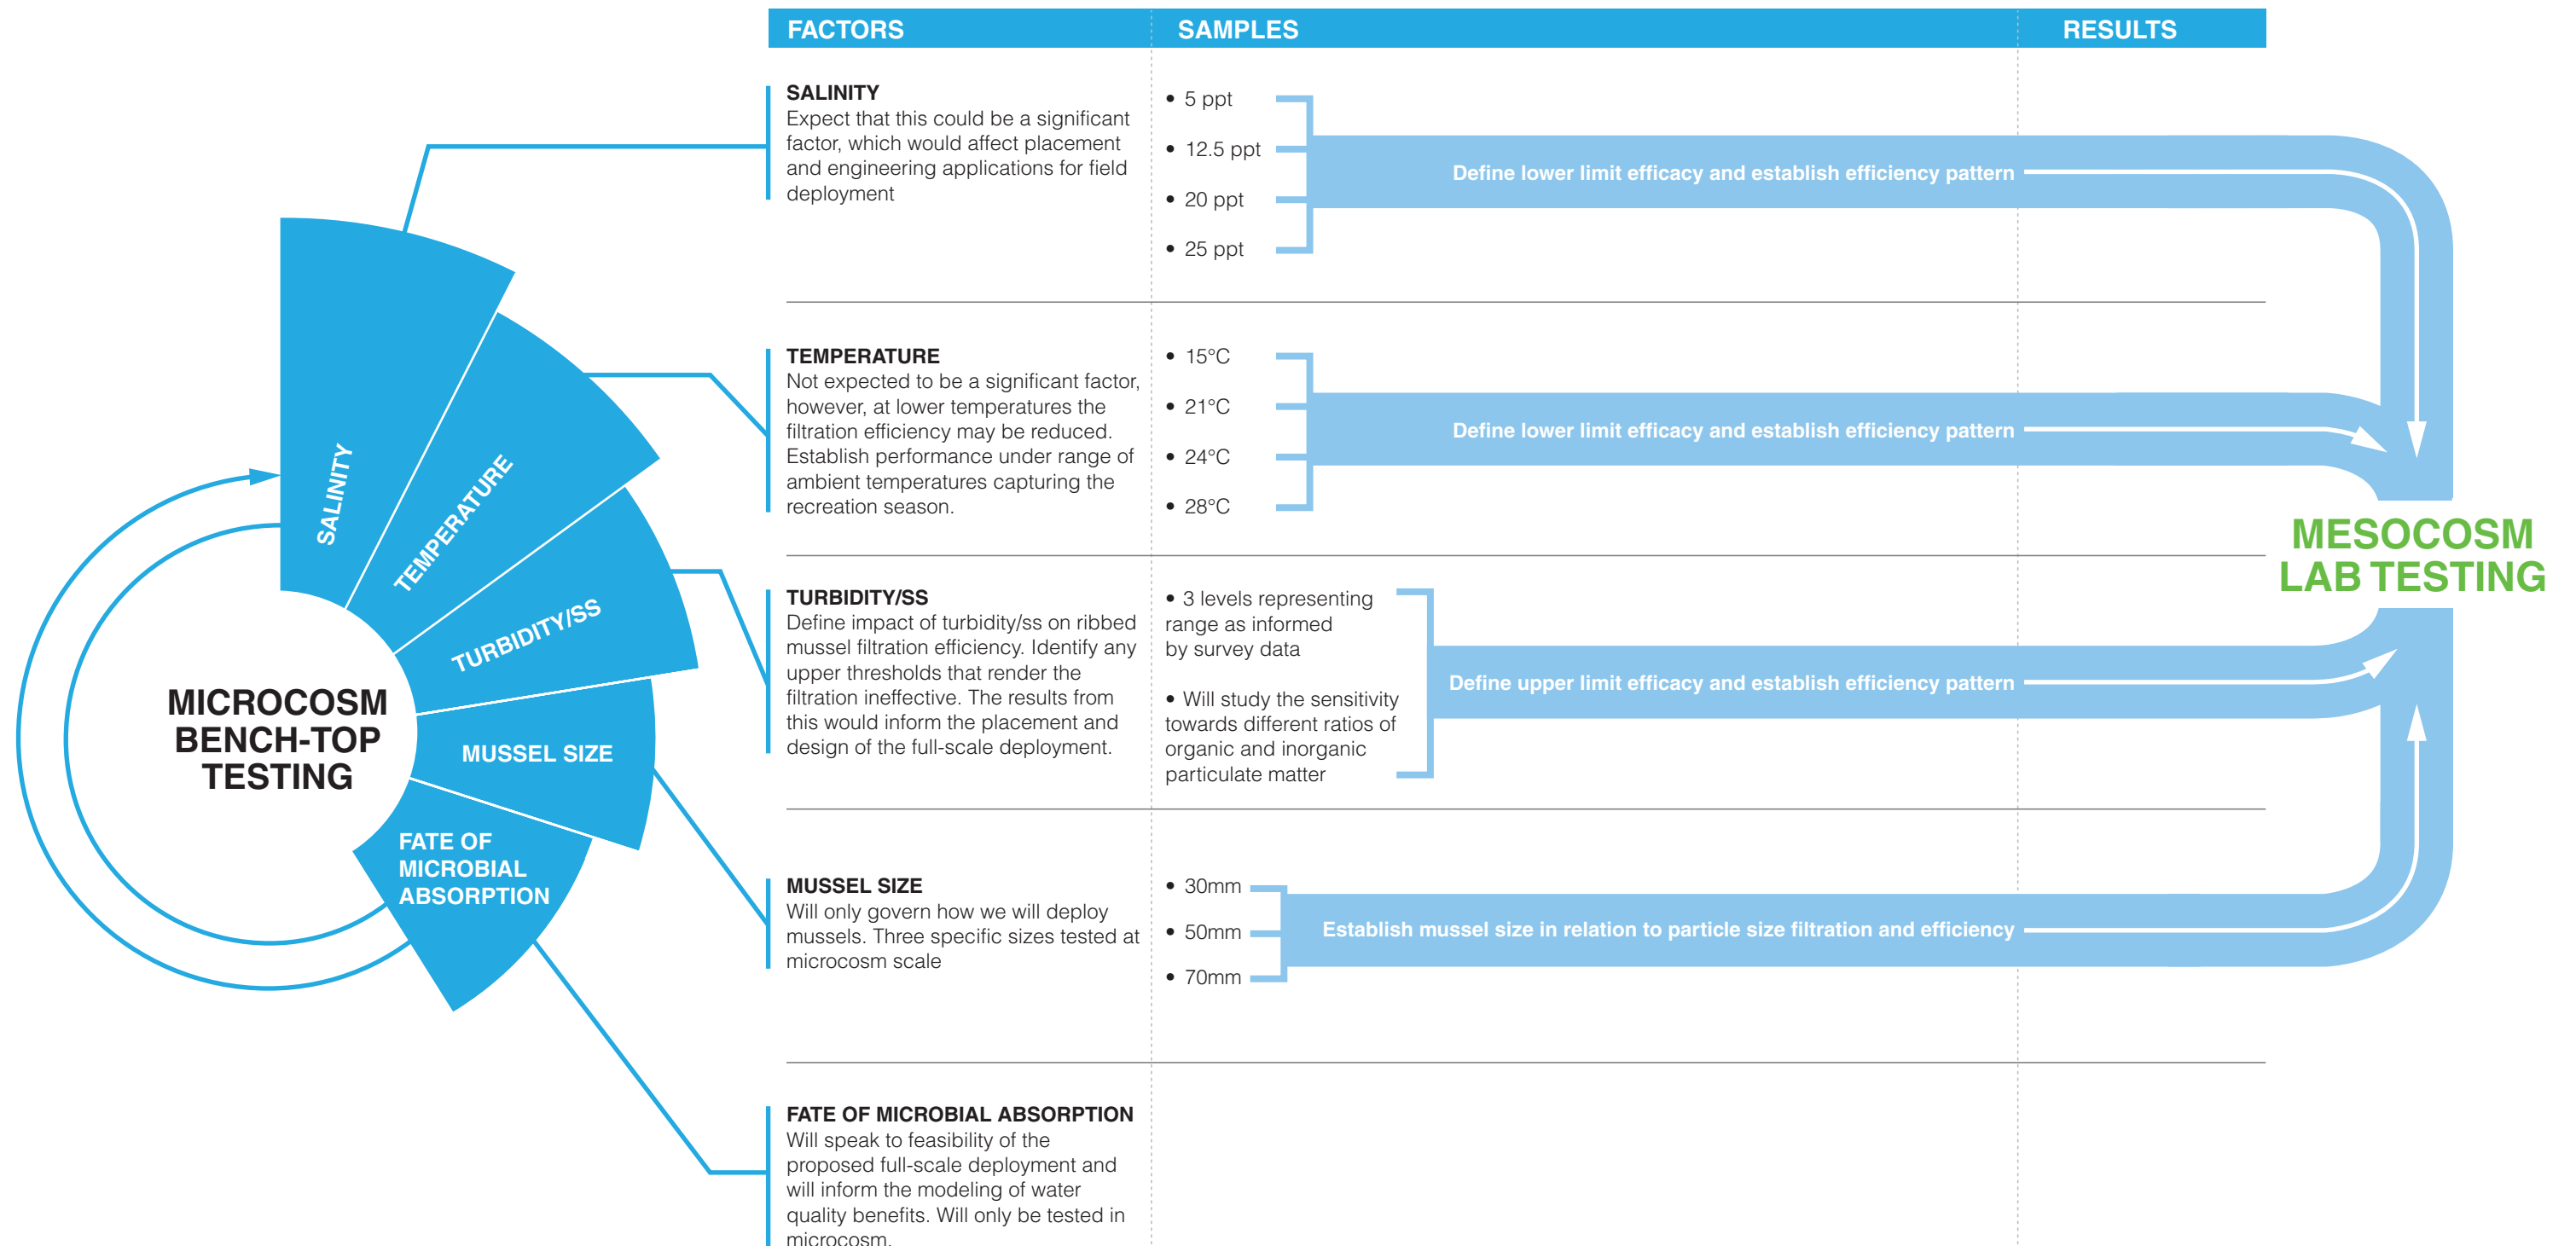 FACTORS
SAMPLES
RESULTS
SALINITY
Expect that this could be a significant
factor, which would affect placement
and engineering applications for field
deployment
• 5 ppt
• 12.5 ppt
• 20 ppt
• 25 ppt
Define lower limit efficacy and establish efficiency pattern
TEMPERATURE
Not expected to be a significant factor,
however, at lower temperatures the
filtration efficiency may be reduced.
Establish performance under range of
ambient temperatures capturing the
recreation season.
• 15°C
• 21°C
• 24°C
• 28°C
Define lower limit efficacy and establish efficiency pattern
TURBIDITY/SS
Define impact of turbidity/ss on ribbed
mussel filtration efficiency. Identify any
upper thresholds that render the
filtration ineffective. The results from
this would inform the placement and
design of the full-scale deployment.
• 3 levels representing
range as informed
by survey data
• Will study the sensitivity
towards different ratios of
organic and inorganic
particulate matter
Define upper limit efficacy and establish efficiency pattern
MUSSEL SIZE
Will only govern how we will deploy
mussels. Three specific sizes tested at
microcosm scale
• 30mm
• 50mm
• 70mm
Establish mussel size in relation to particle size filtration and efficiency
FATE OF MICROBIAL ABSORPTION
Will speak to feasibility of the
proposed full-scale deployment and
will inform the modeling of water
quality benefits. Will only be tested in
microcosm.
MICROCOSM
BENCH-TOP
TESTING
SALINITY
TEMPERATURE
TURBIDITY/SS
MUSSEL SIZE
FATE OF
MICROBIAL
ABSORPTION
MESOCOSM
LAB TESTING